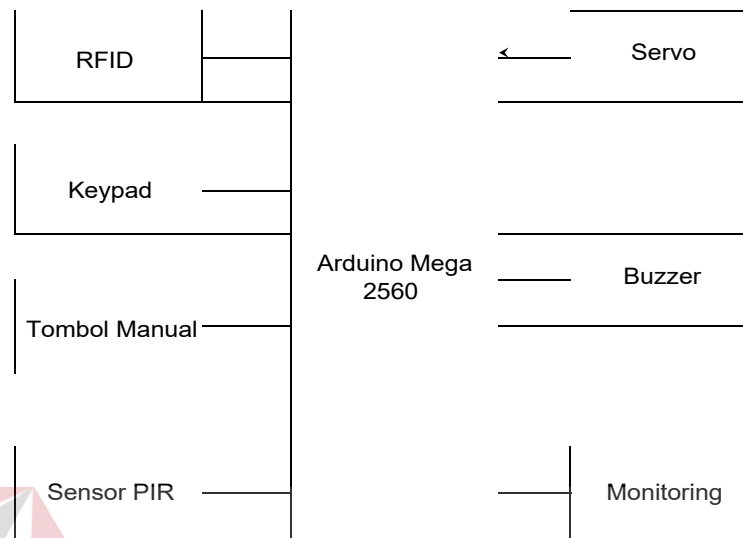 RFID
Servo
Keypad
Arduino Mega
2560
Buzzer
Tombol Manual
Sensor PIR
Monitoring